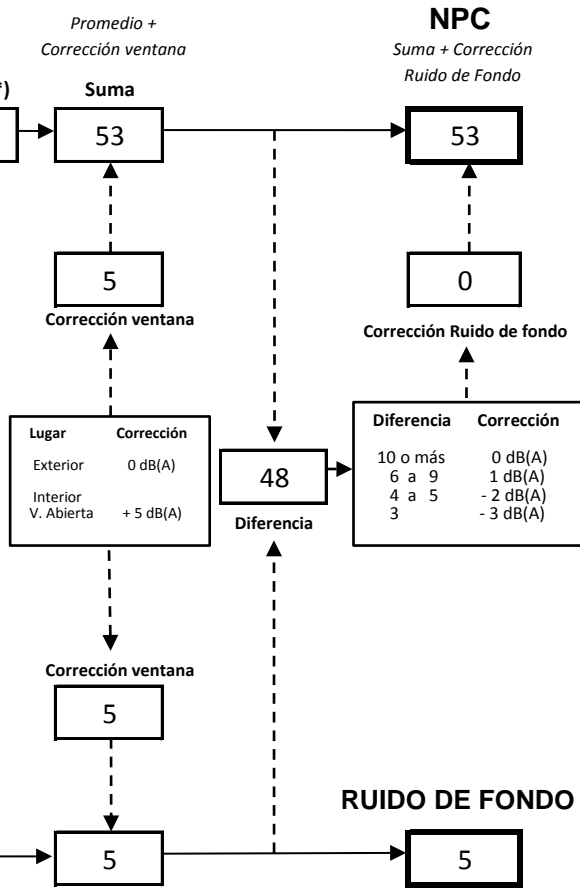 Promedio +
Corrección ventana
NPC
Suma + Corrección
Ruido de Fondo
*)
Suma
53
53
5
Corrección ventana
0
Corrección Ruido de fondo
Lugar Corrección
Exterior 0 dB(A)
Interior
V. Abierta + 5 dB(A)
48
Diferencia
Diferencia Corrección
10 o más 0 dB(A)
6 a 9 1 dB(A)
4 a 5 - 2 dB(A)
3 - 3 dB(A)
Corrección ventana
5
RUIDO DE FONDO
5
5